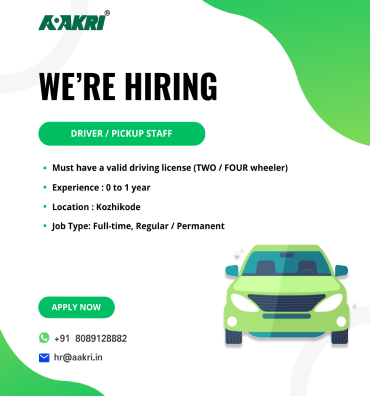 AAKRI®
WE'RE HIRING
DRIVER / PICKUP STAFF
• Must have a valid driving license (TWO / FOUR wheeler)
• Experience : 0 to 1 year
• Location : Kozhikode
• Job Type: Full-time, Regular / Permanent
APPLY NOW
+91 8089128882
hr@aakri.in